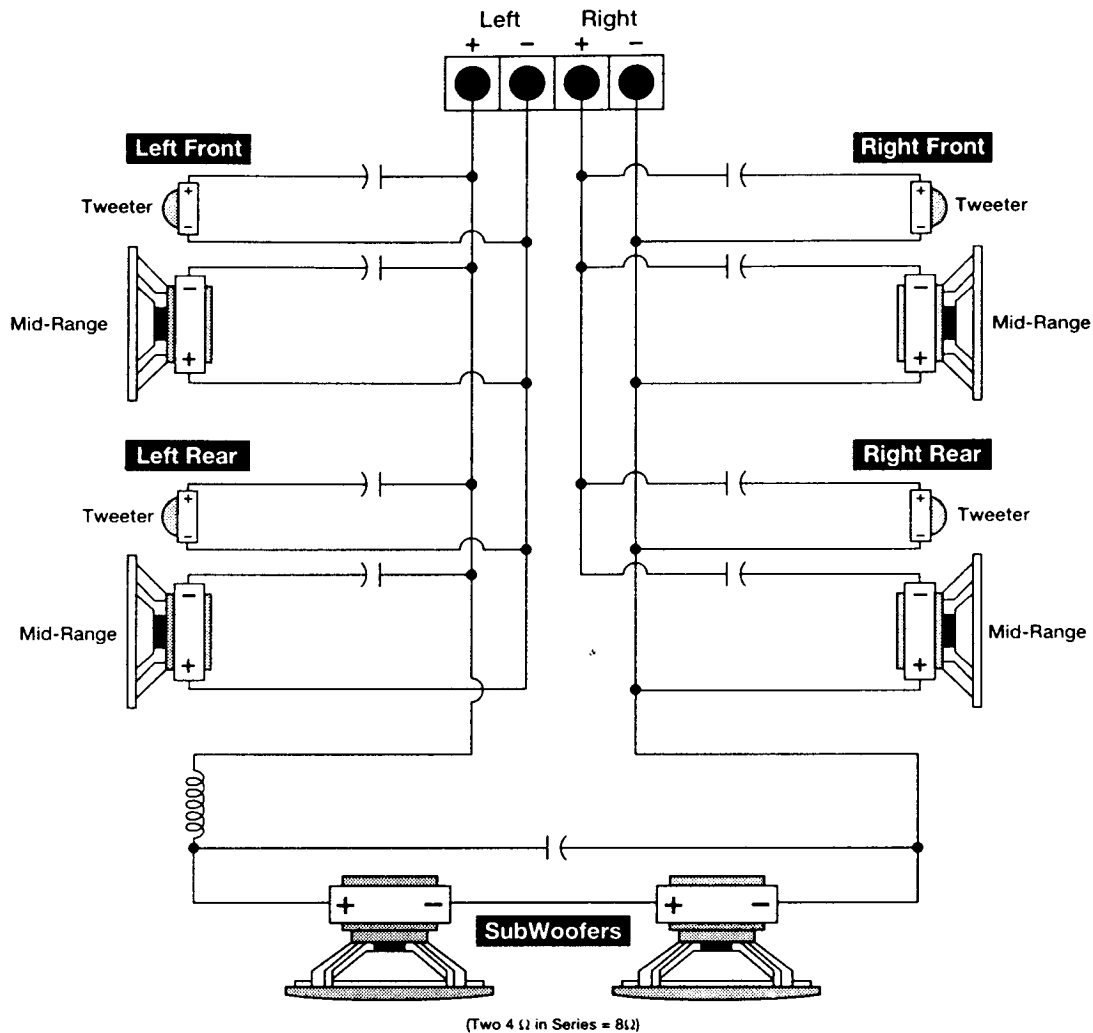 Left Right
+ − + −
Left Front
Right Front
+
Tweeter
−
+
Tweeter
−
−
Mid-Range
+
−
Mid-Range
+
Left Rear
Right Rear
+
Tweeter
−
+
Tweeter
−
−
Mid-Range
+
−
Mid-Range
+
+ − + −
SubWoofers
(Two 4 Ω in Series = 8Ω)